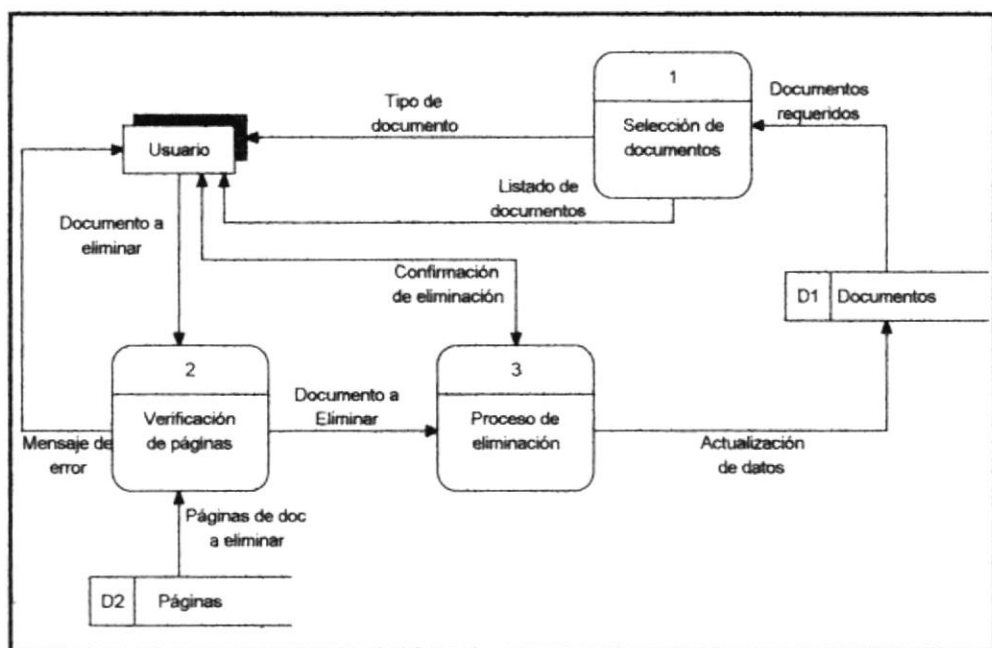 1
Documentos
requeridos
Tipo de
documento
Selección de
documentos
Usuario
Listado de
documentos
Documento a
eliminar
Confirmación
de eliminación
D1 Documentos
2
3
Documento a
Eliminar
Verificación
de páginas
Proceso de
eliminación
Mensaje de
error
Actualización
de datos
Páginas de doc
a eliminar
D2 Páginas